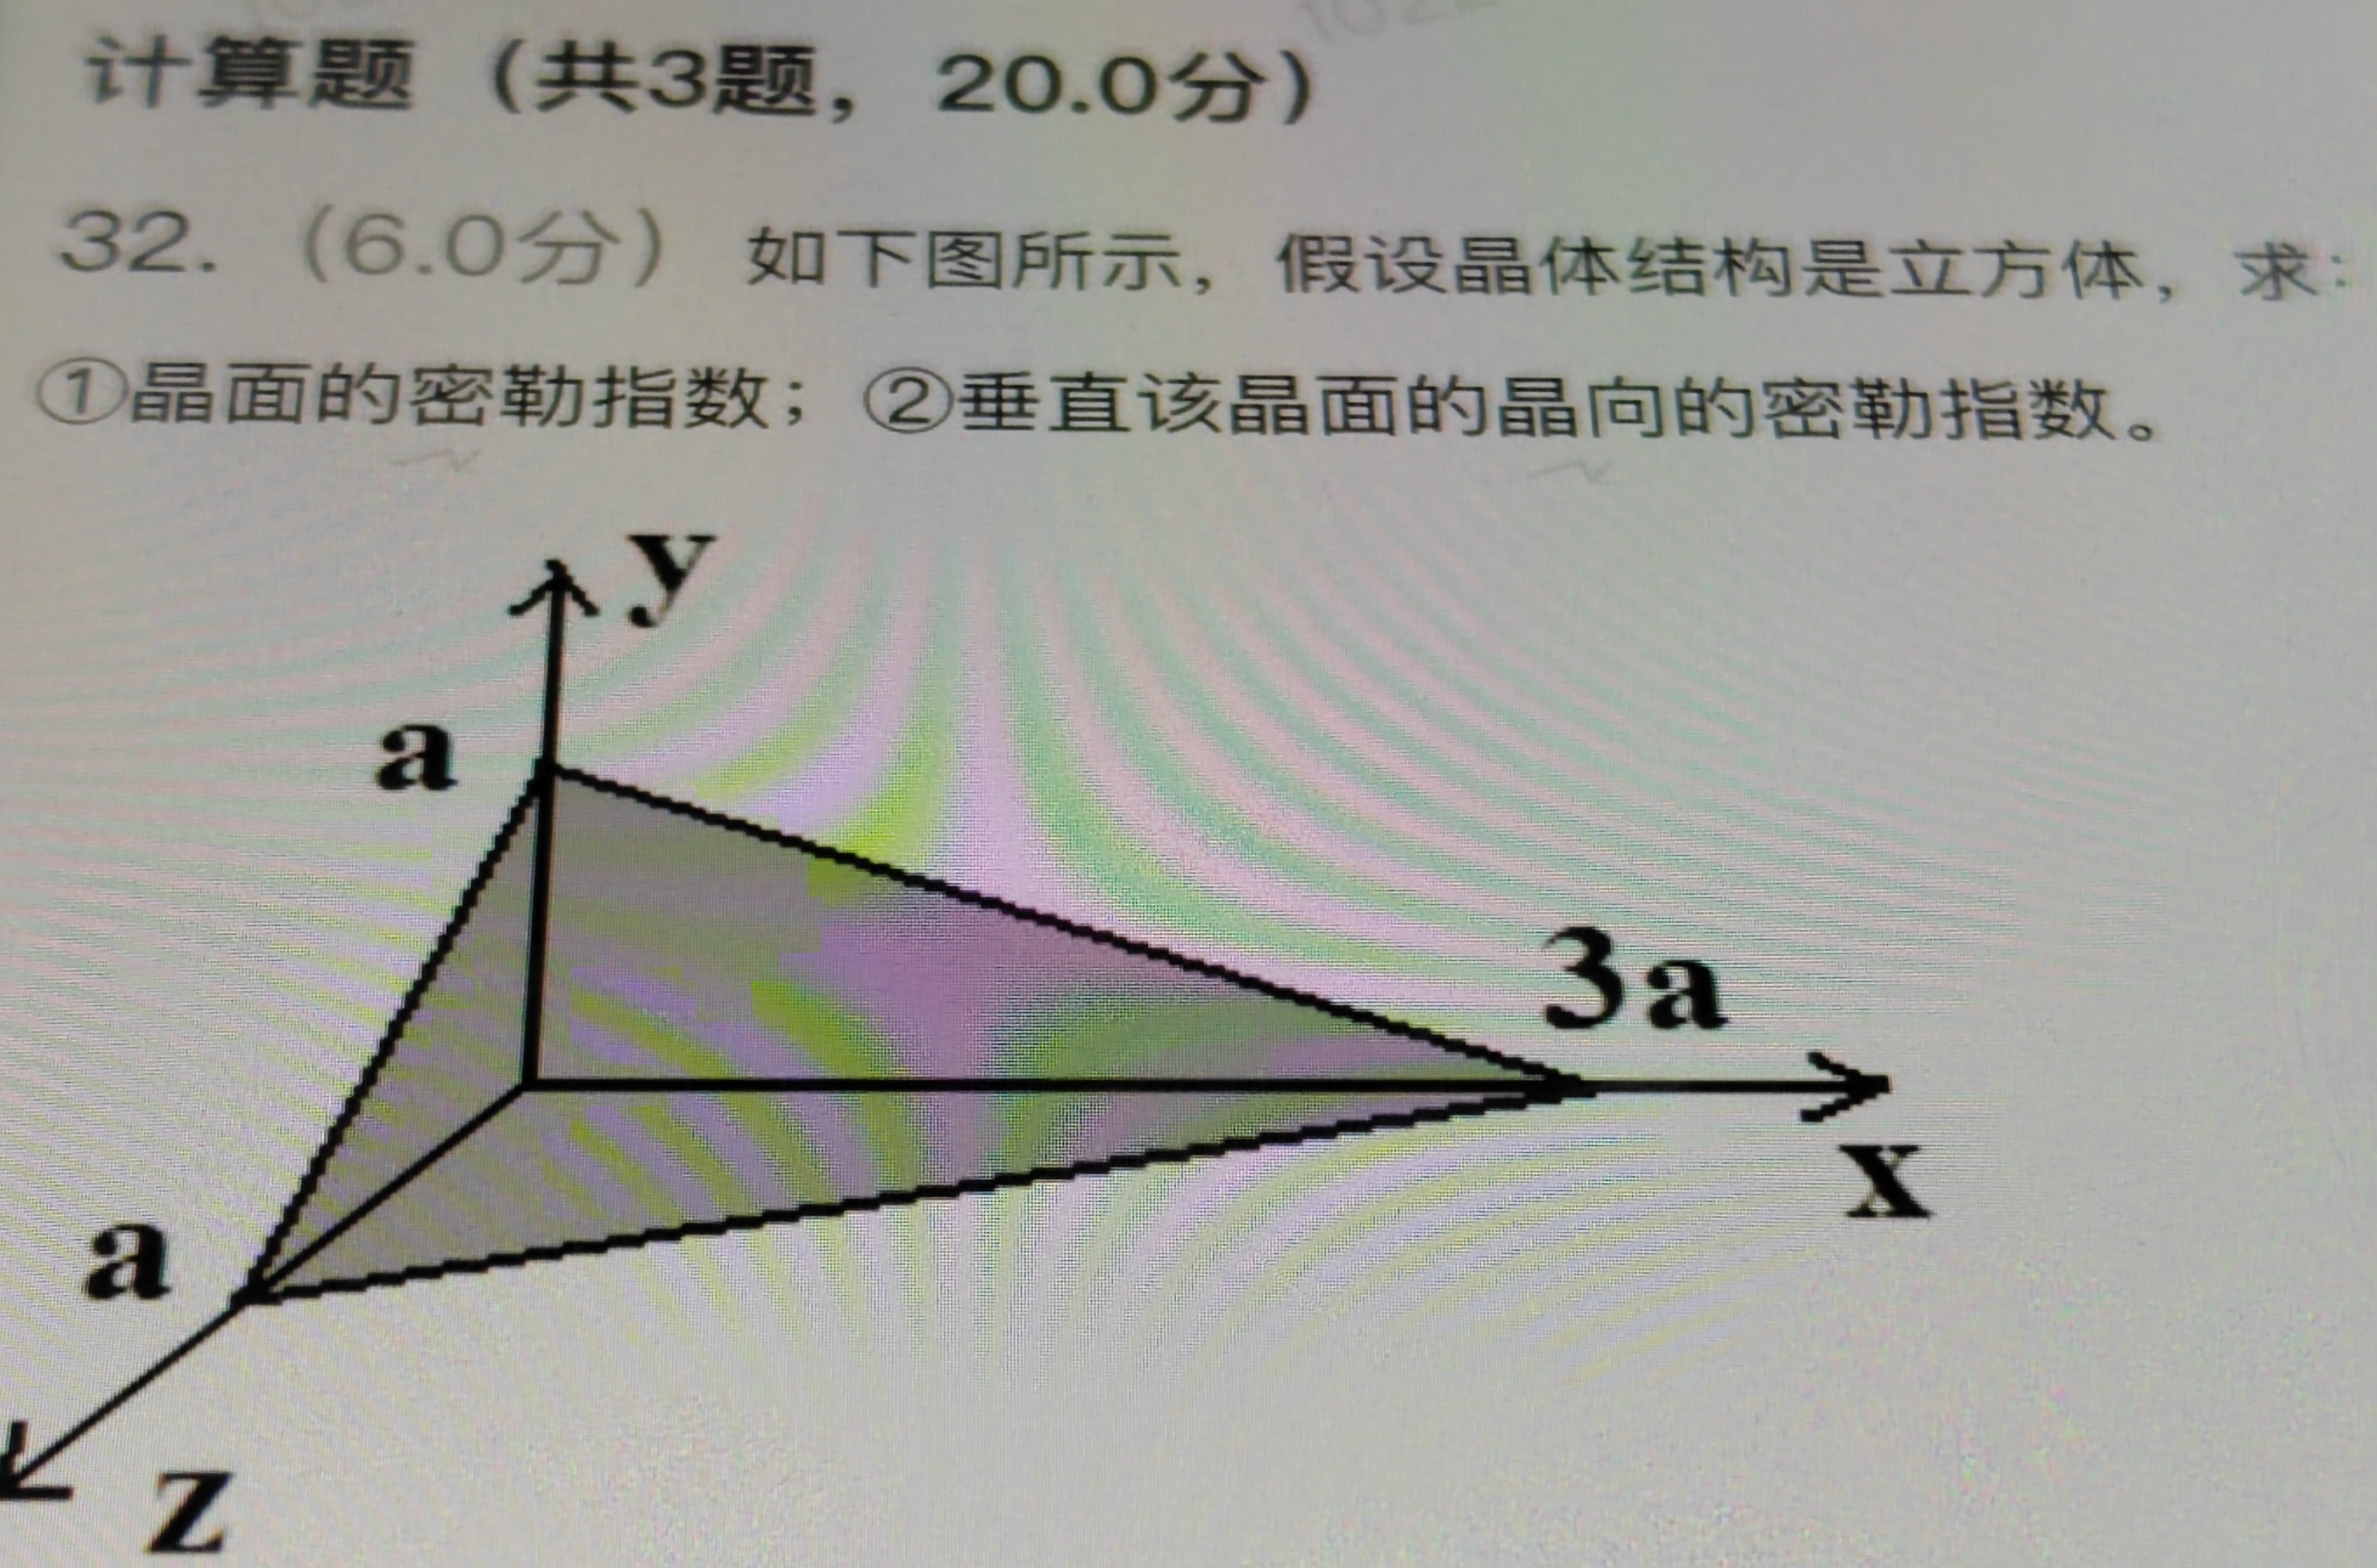 计算题（共3题，20.0分）
32.（6.0分） 如下图所示，假设晶体结构是立方体，求：
①晶面的密勒指数；②垂直该晶面的晶向的密勒指数。
y
a
3a
x
a
z